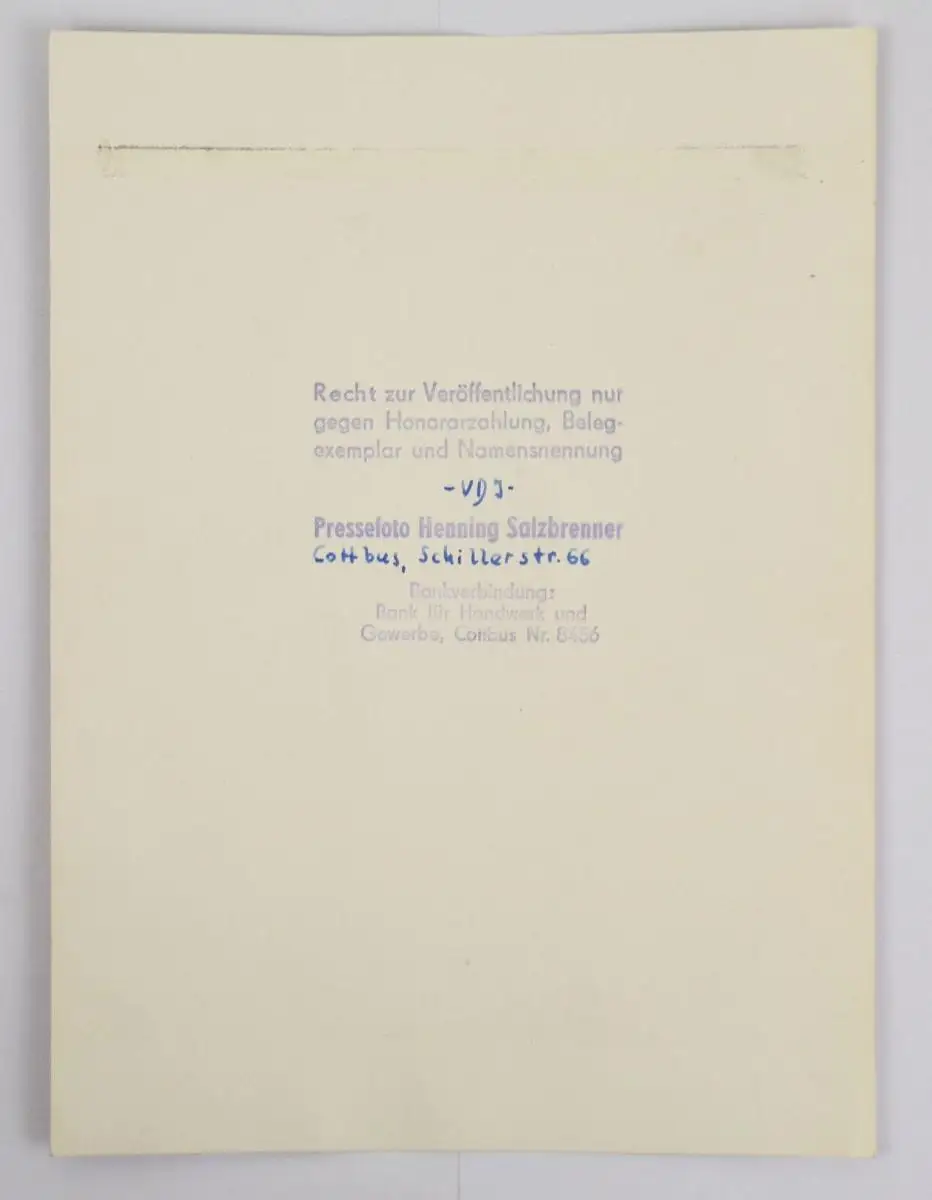 Recht zur Veröffentlichung nur
gegen Honorarzahlung, Beleg-
exemplar und Namensnennung
-VDJ-
Pressefoto Henning Salzbrenner
Cottbus, Schillerstr. 66
Bankverbindung:
Bank für Handwerk und
Gewerbe, Cottbus Nr. 8456